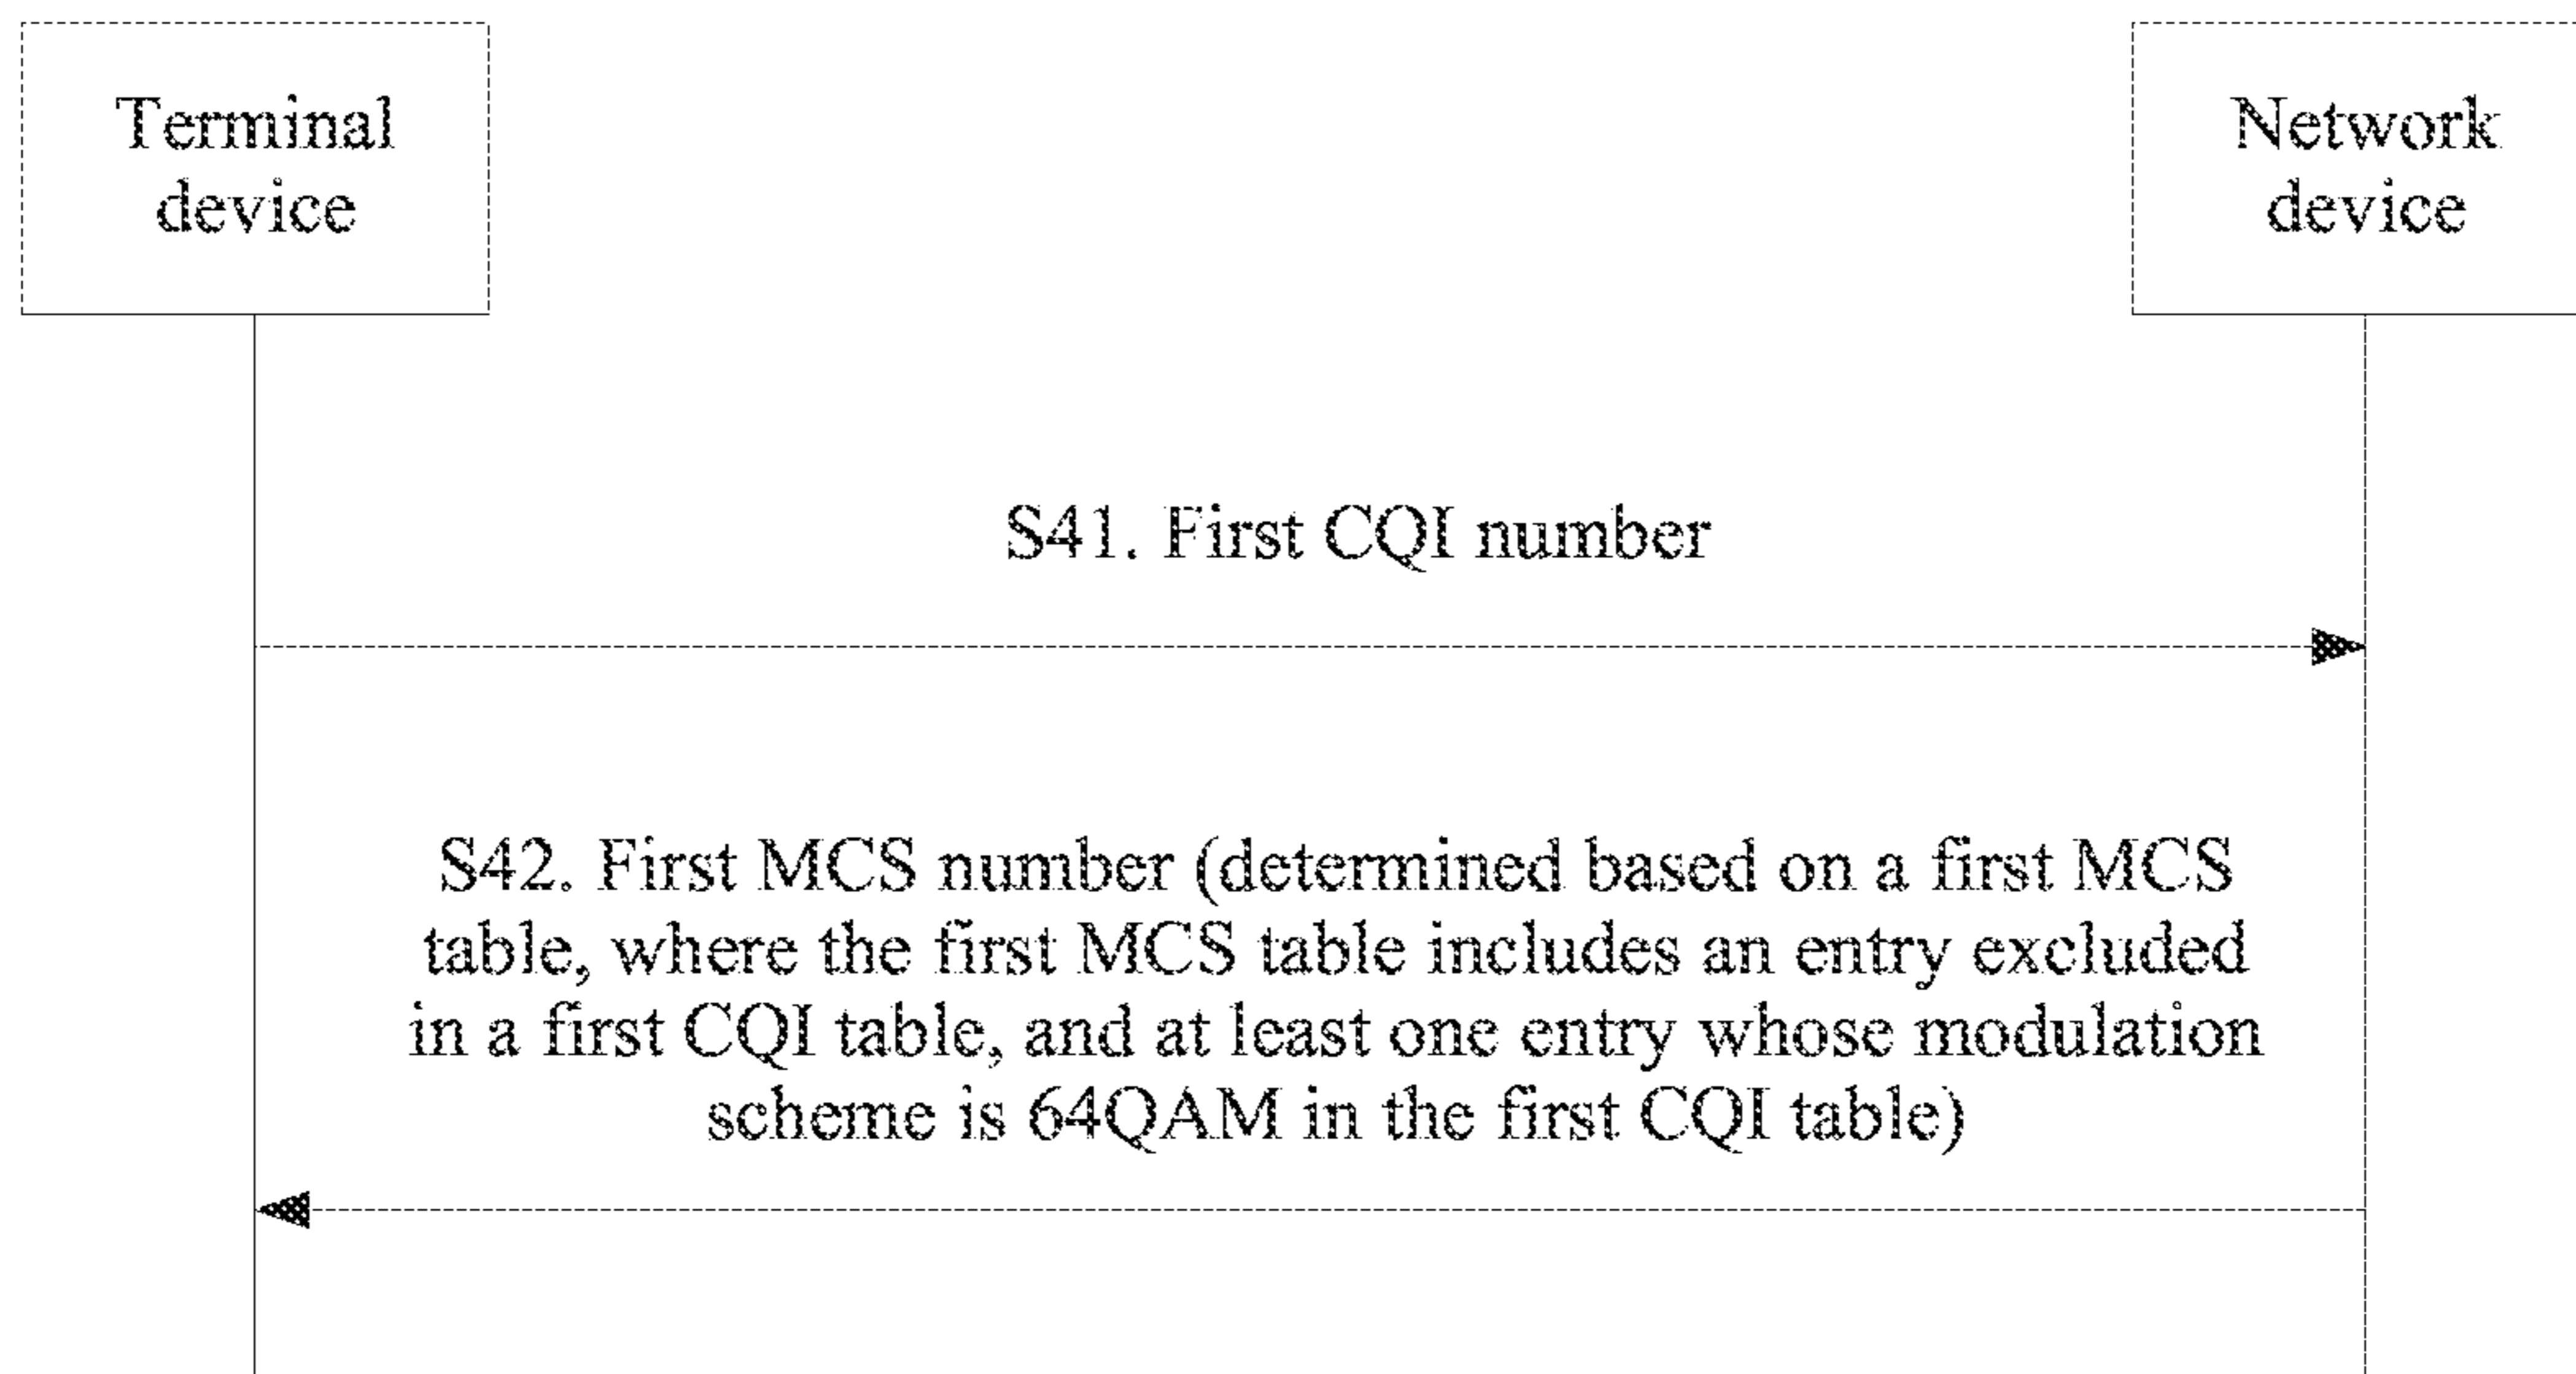 Terminal
device
Network
device
S41. First CQI number
S42. First MCS number (determined based on a first MCS
table, where the first MCS table includes an entry excluded
in a first CQI table, and at least one entry whose modulation
scheme is 64QAM in the first CQI table)